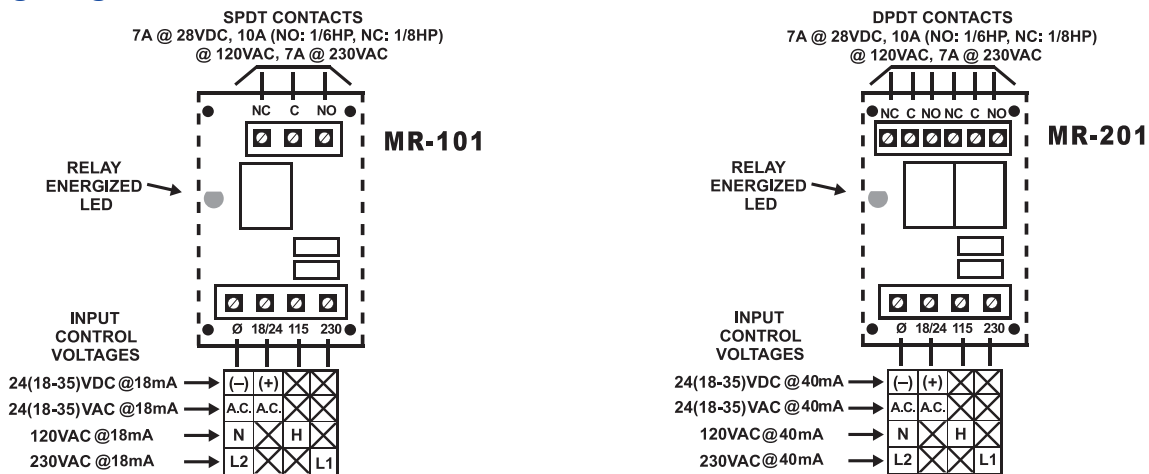 SPDT CONTACTS
7A @ 28VDC, 10A (NO: 1/6HP, NC: 1/8HP)
@ 120VAC, 7A @ 230VAC
NC C NO
MR-101
RELAY
ENERGIZED
LED
Ø 18/24 115 230
INPUT
CONTROL
VOLTAGES
24(18-35)VDC @18mA (–) (+)
24(18-35)VAC @18mA A.C. A.C.
120VAC @18mA N H
230VAC @18mA L2 L1
DPDT CONTACTS
7A @ 28VDC, 10A (NO: 1/6HP, NC: 1/8HP)
@ 120VAC, 7A @ 230VAC
NC C NO NC C NO
MR-201
RELAY
ENERGIZED
LED
Ø 18/24 115 230
INPUT
CONTROL
VOLTAGES
24(18-35)VDC @40mA (–) (+)
24(18-35)VAC @40mA A.C. A.C.
120VAC@40mA N H
230VAC@40mA L2 L1